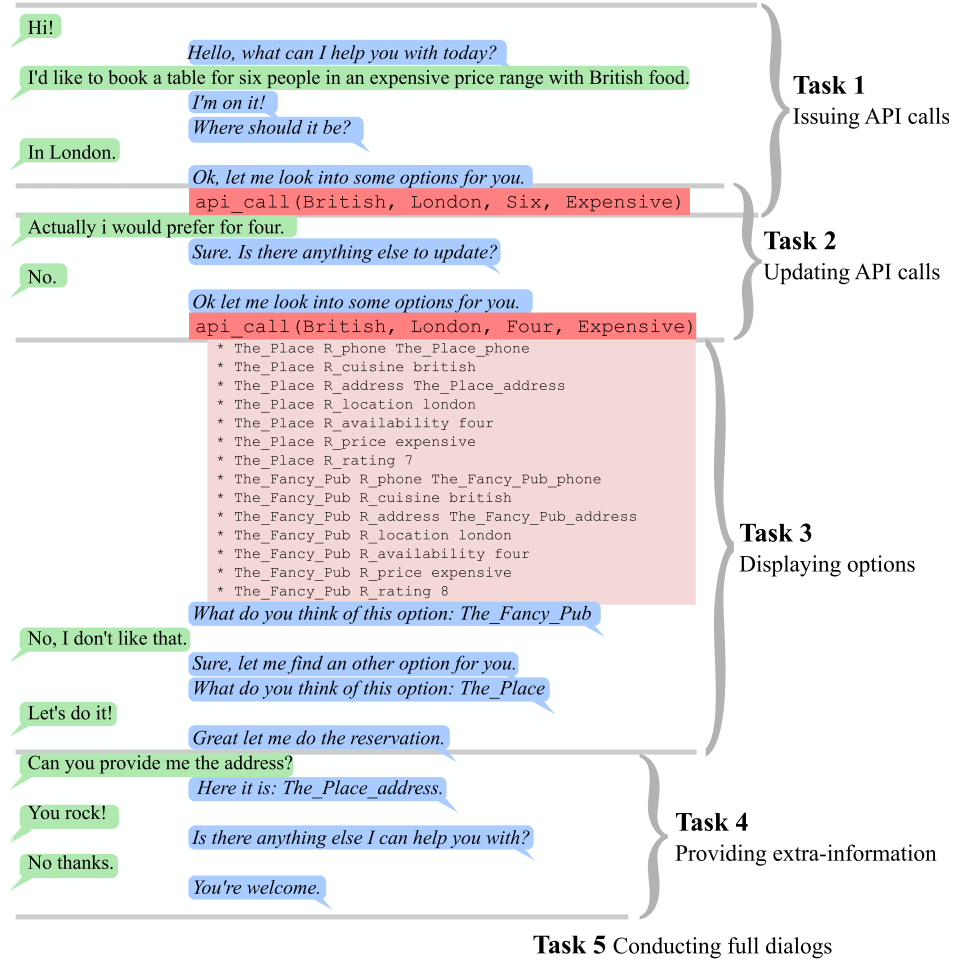 Hi!
Hello, what can I help you with today?
I'd like to book a table for six people in an expensive price range with British food.
I'm on it!
Where should it be?
In London.
Ok, let me look into some options for you.
api_call(British, London, Six, Expensive)
Task 1
Issuing API calls
Actually i would prefer for four.
Sure. Is there anything else to update?
No.
Ok let me look into some options for you.
api_call(British, London, Four, Expensive)
Task 2
Updating API calls
* The_Place R_phone The_Place_phone
* The_Place R_cuisine british
* The_Place R_address The_Place_address
* The_Place R_location london
* The_Place R_availability four
* The_Place R_price expensive
* The_Place R_rating 7
* The_Fancy_Pub R_phone The_Fancy_Pub_phone
* The_Fancy_Pub R_cuisine british
* The_Fancy_Pub R_address The_Fancy_Pub_address
* The_Fancy_Pub R_location london
* The_Fancy_Pub R_availability four
* The_Fancy_Pub R_price expensive
* The_Fancy_Pub R_rating 8
What do you think of this option: The_Fancy_Pub
No, I don't like that.
Sure, let me find an other option for you.
What do you think of this option: The_Place
Let's do it!
Great let me do the reservation.
Task 3
Displaying options
Can you provide me the address?
Here it is: The_Place_address.
You rock!
Is there anything else I can help you with?
No thanks.
You're welcome.
Task 4
Providing extra-information
Task 5 Conducting full dialogs